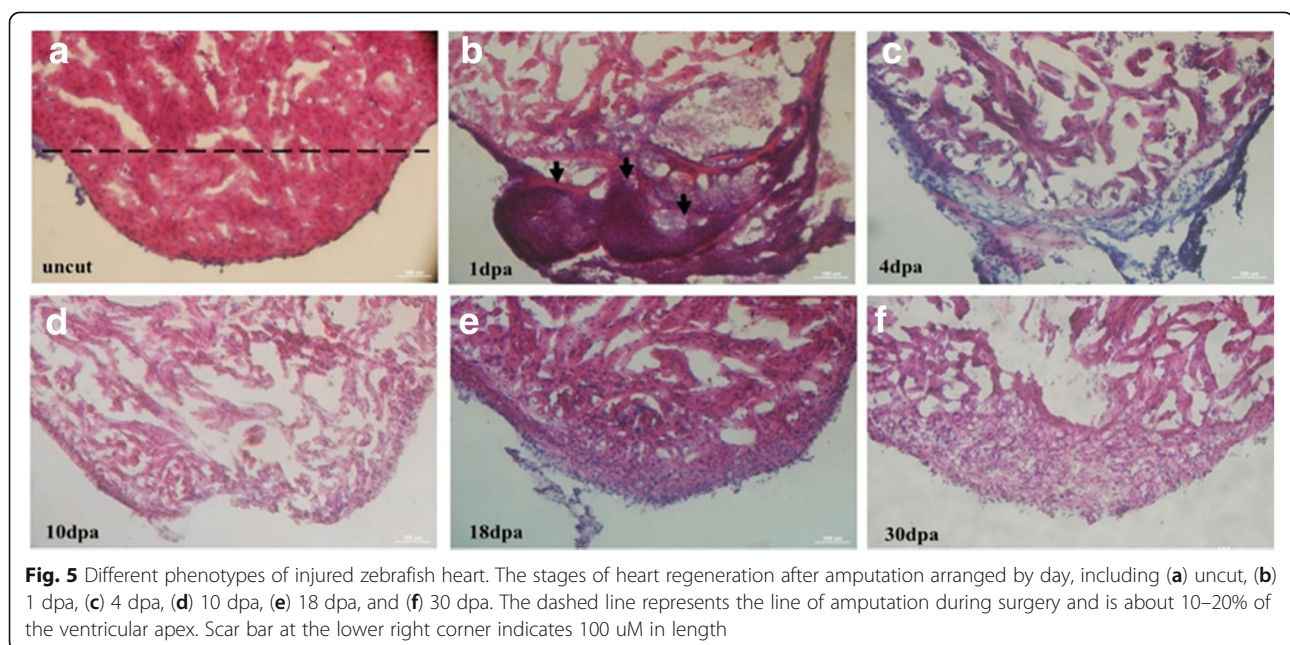 a
b
c
uncut
1dpa
4dpa
d
e
f
10dpa
18dpa
30dpa
Fig. 5 Different phenotypes of injured zebrafish heart. The stages of heart regeneration after amputation arranged by day, including (a) uncut, (b)
1 dpa, (c) 4 dpa, (d) 10 dpa, (e) 18 dpa, and (f) 30 dpa. The dashed line represents the line of amputation during surgery and is about 10–20% of
the ventricular apex. Scar bar at the lower right corner indicates 100 uM in length